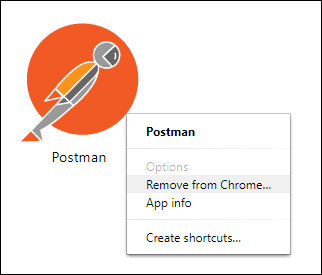 Postman
Postman
Options
Remove from Chrome...
App info
Create shortcuts...